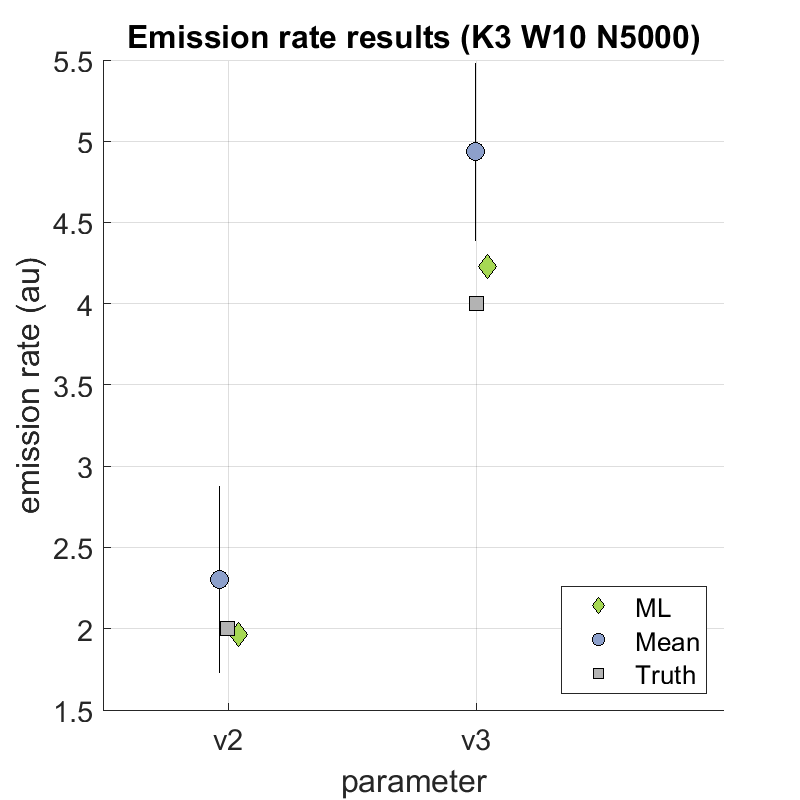 Emission rate results (K3 W10 N5000)
5.5
5
4.5
4
3.5
3
2.5
2
1.5
emission rate (au)
v2 v3
parameter
ML
Mean
Truth